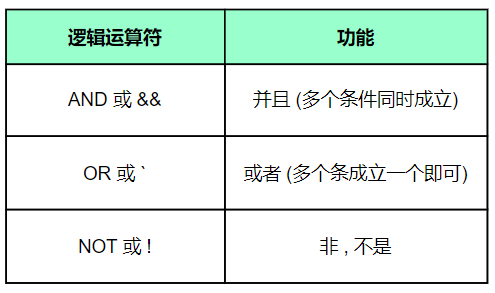 逻辑运算符 功能
AND 或 && 并且 (多个条件同时成立)
OR 或 ` 或者 (多个条成立一个即可)
NOT 或 ! 非 , 不是